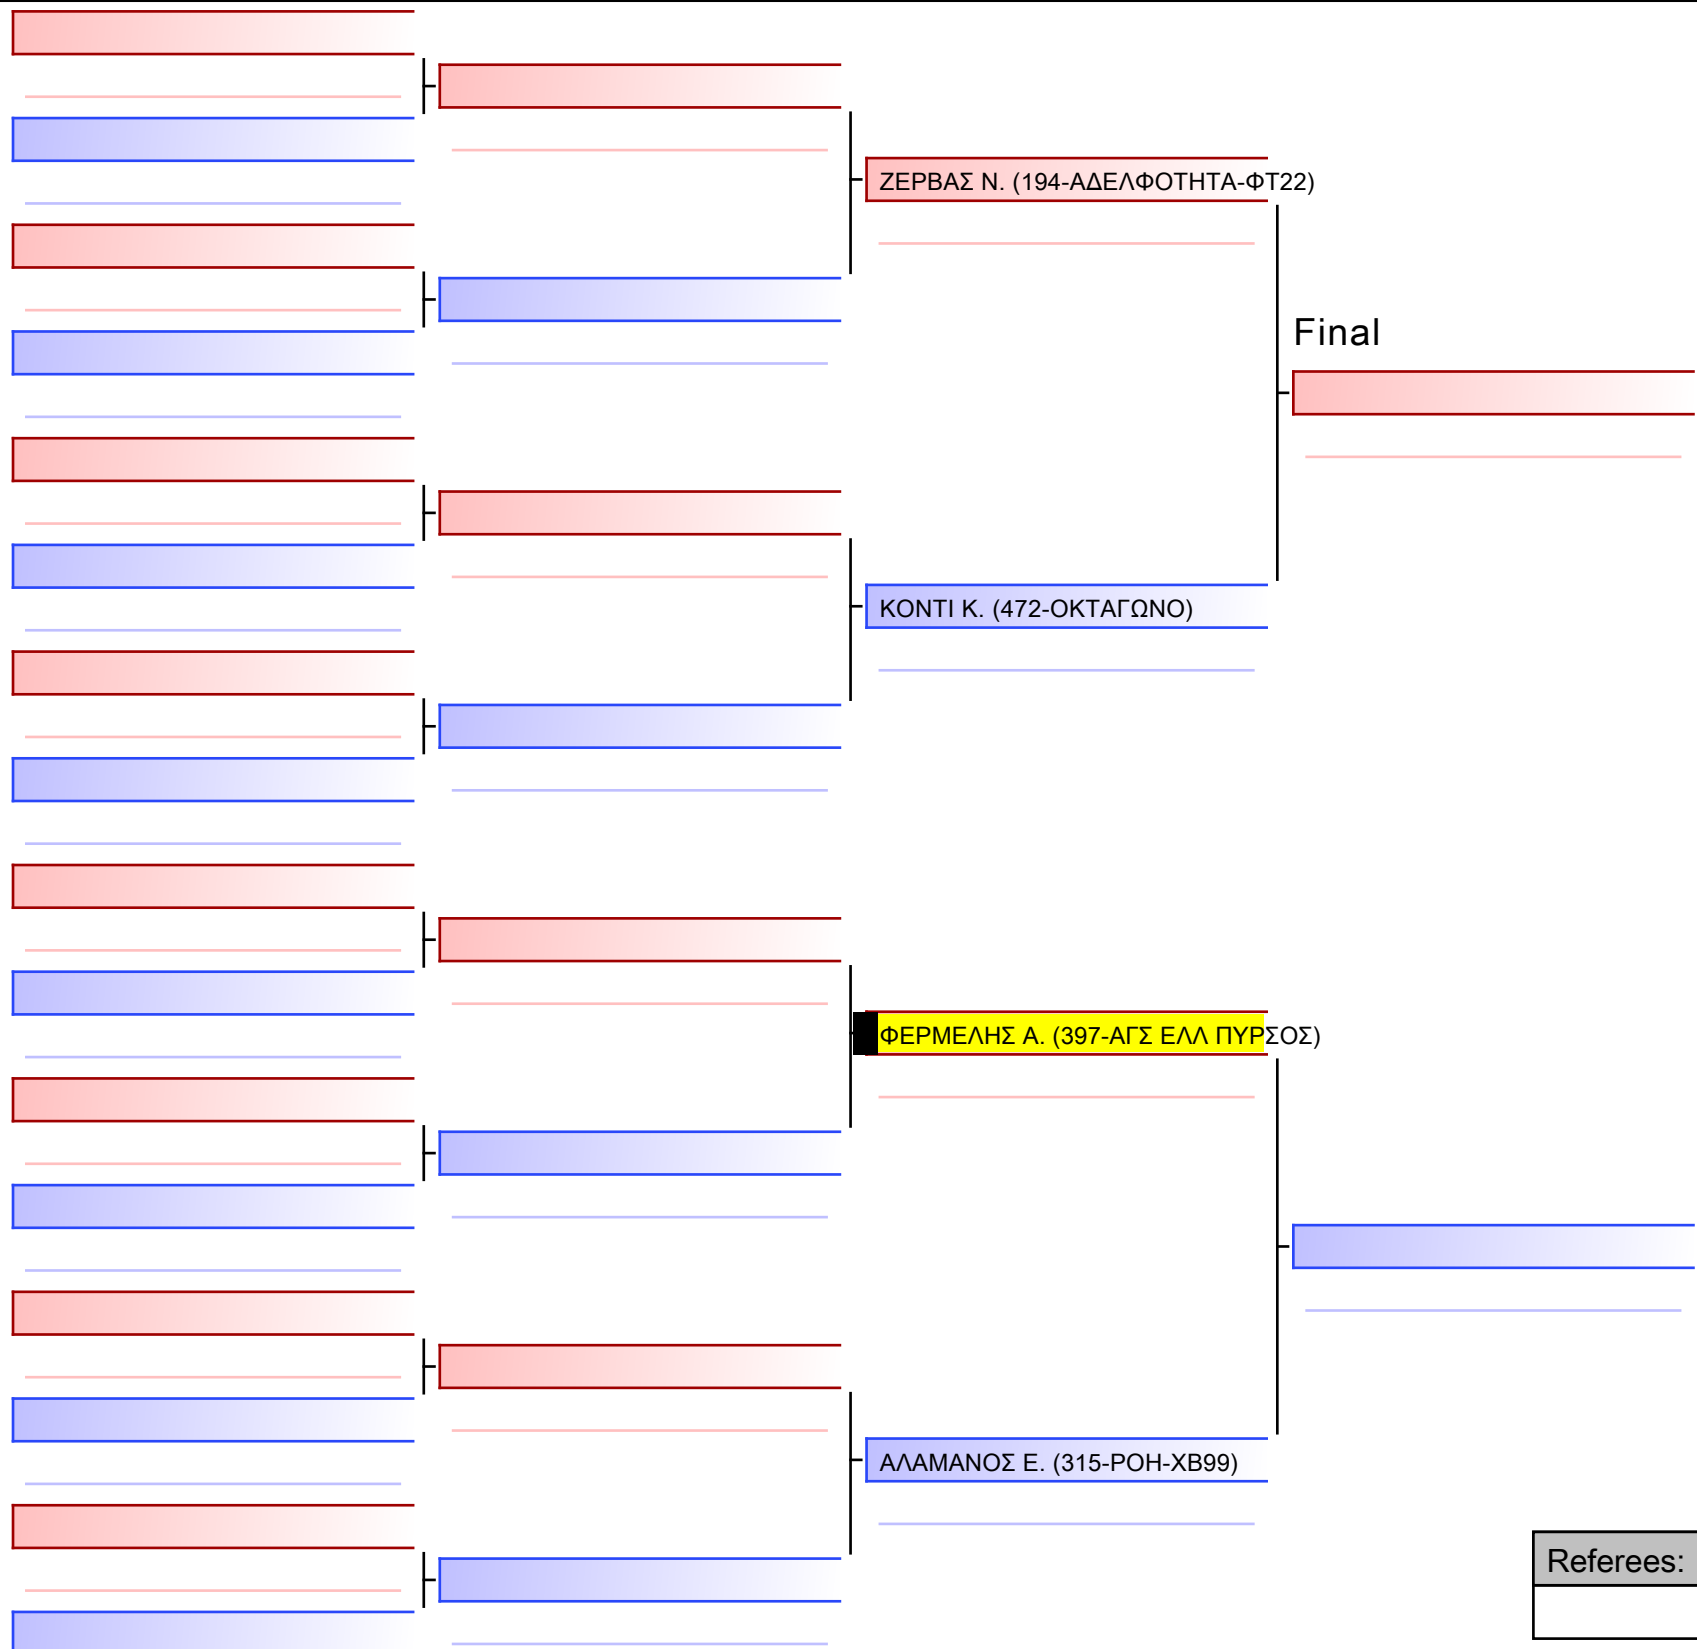 ΖΕΡΒΑΣ Ν. (194-ΑΔΕΛΦΟΤΗΤΑ-ΦΤ22)
Final
ΚΟΝΤΙ Κ. (472-ΟΚΤΑΓΩΝΟ)
ΦΕΡΜΕΛΗΣ Α. (397-ΑΓΣ ΕΛΛ ΠΥΡΣΟΣ)
ΑΛΑΜΑΝΟΣ Ε. (315-ΡΟΗ-ΧΒ99)
Referees: